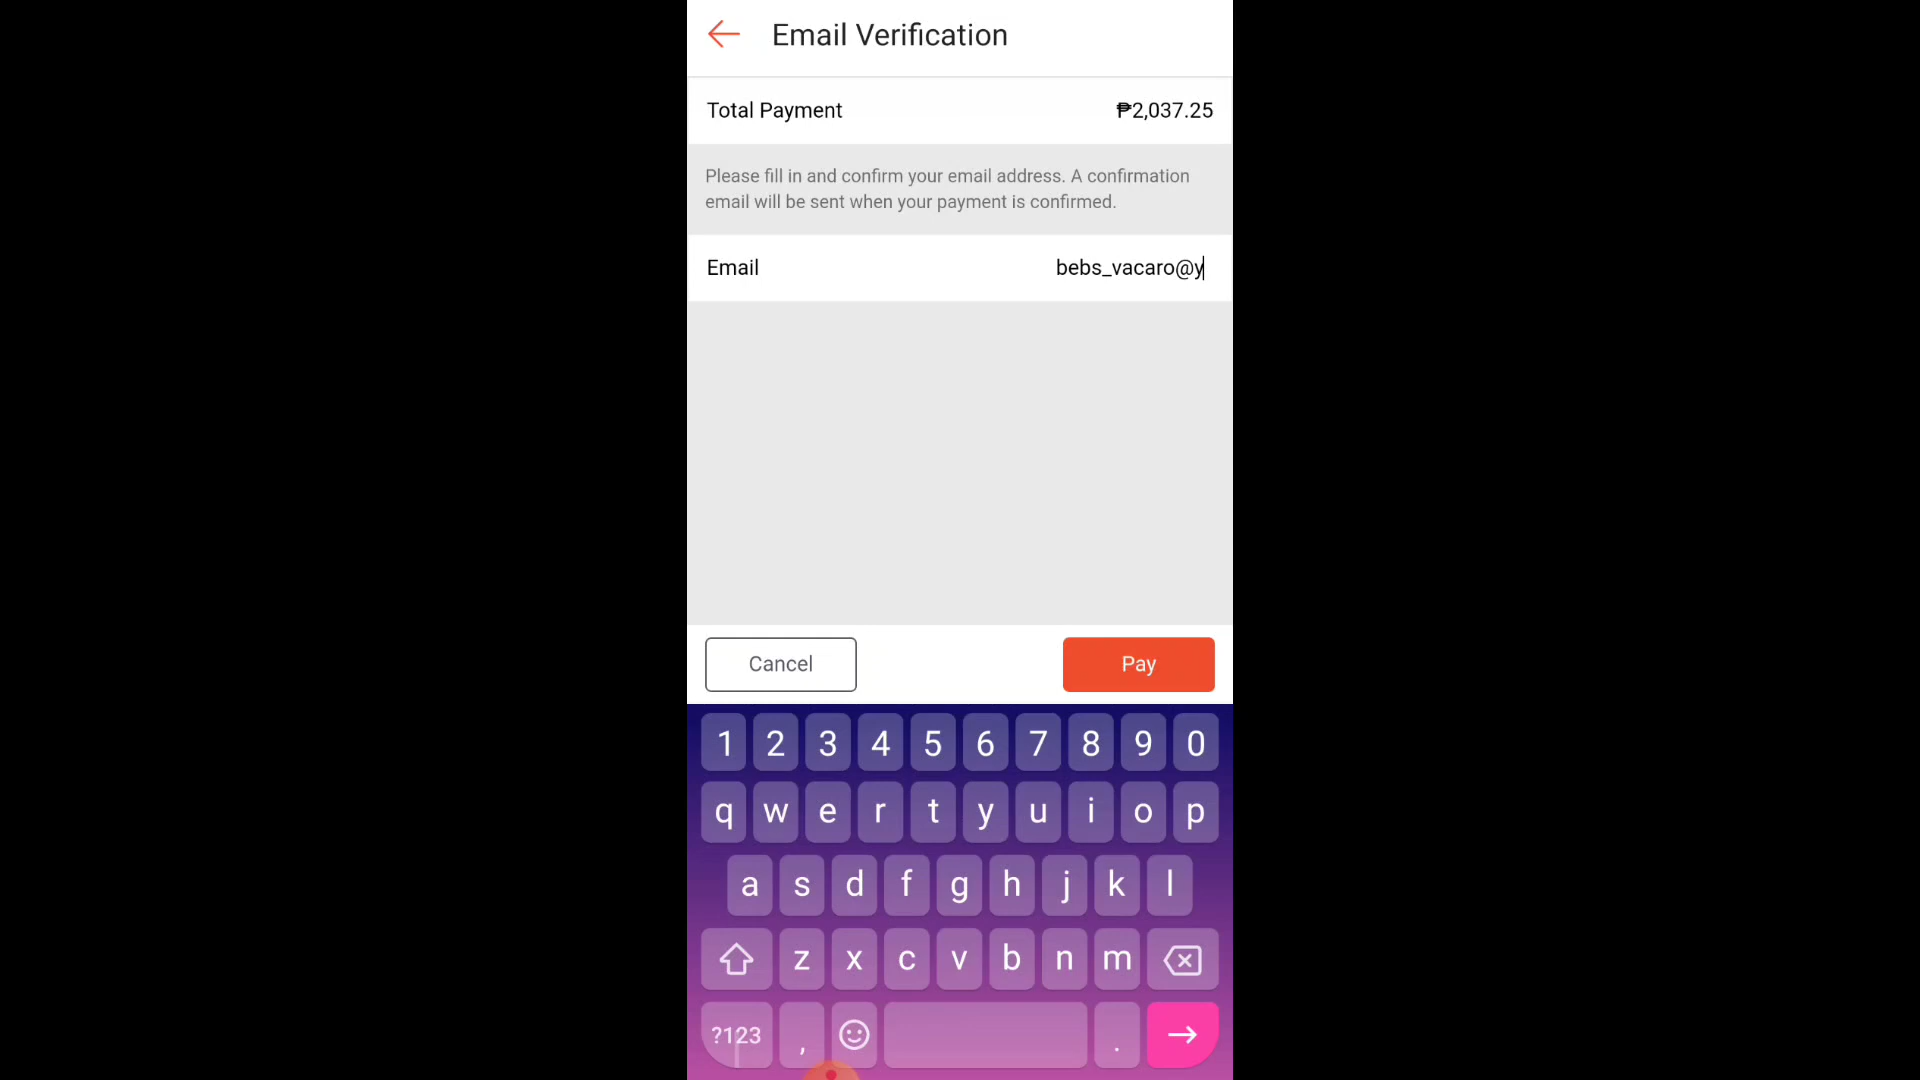 Email Verification
Total Payment ₱2,037.25
Please fill in and confirm your email address. A confirmation
email will be sent when your payment is confirmed.
Email bebs_vacaro@y
Cancel Pay
1 2 3 4 5 6 7 8 9 0
q w e r t y u i o p
a s d f g h j k l
z x c v b n m
?123 , .